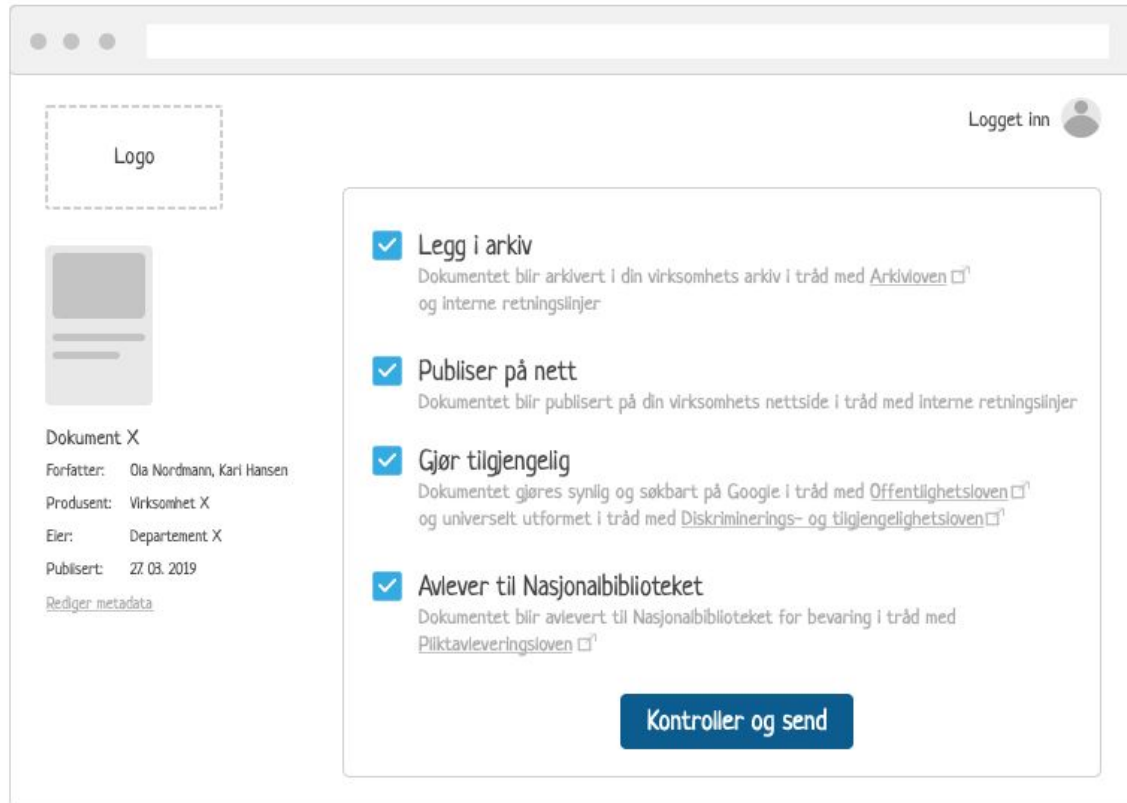 Logo
Logget inn
Legg i arkiv
Dokumentet blir arkivert i din virksomhets arkiv i tråd med Arkivloven
og interne retningslinjer
Publiser på nett
Dokumentet blir publisert på din virksomhets nettside i tråd med interne retningslinjer
Gjør tilgjengelig
Dokumentet gjøres synlig og søkbart på Google i tråd med Offentlighetsloven
og universelt utformet i tråd med Diskriminerings- og tilgjengelighetsloven
Avlever til Nasjonalbiblioteket
Dokumentet blir avlevert til Nasjonalbiblioteket for bevaring i tråd med
Pliktavleveringsloven
Kontroller og send
Dokument X
Forfatter: Ola Nordmann, Kari Hansen
Produsent: Virksomhet X
Eier: Departement X
Publisert: 27. 03. 2019
Rediger metadata